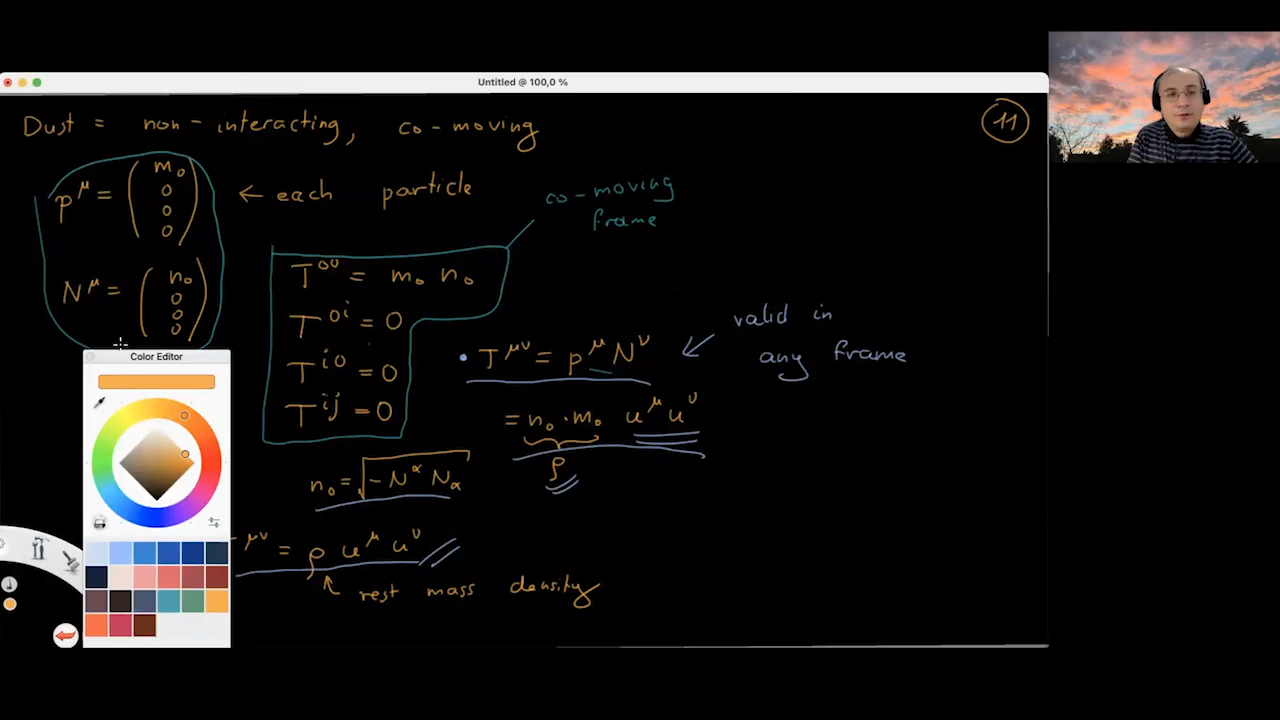 Untitled @ 100,0 %
Dust = non-interacting, co-moving
11
p^μ = (m₀ 0 0 0) ← each particle
co-moving frame
N^μ = (n₀ 0 0 0)
T^00 = m₀ n₀
T^0i = 0
T^i0 = 0
T^ij = 0
• T^μν = p^μ N^ν
valid in
any frame
= n₀ · m₀ u^μ u^ν
ρ
n₀ = √(-N^α N_α)
μν = ρ u^μ u^ν
↑ rest mass density
Color Editor